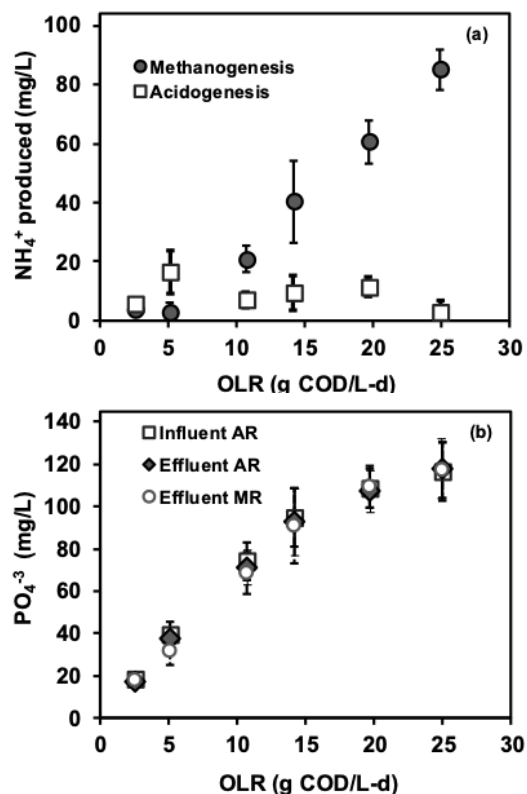 (a)
Methanogenesis
Acidogenesis
NH₄⁺ produced (mg/L)
100
80
60
40
20
0
0 5 10 15 20 25 30
OLR (g COD/L-d)
(b)
Influent AR
Effluent AR
Effluent MR
PO₄⁻³ (mg/L)
140
120
100
80
60
40
20
0
0 5 10 15 20 25 30
OLR (g COD/L-d)